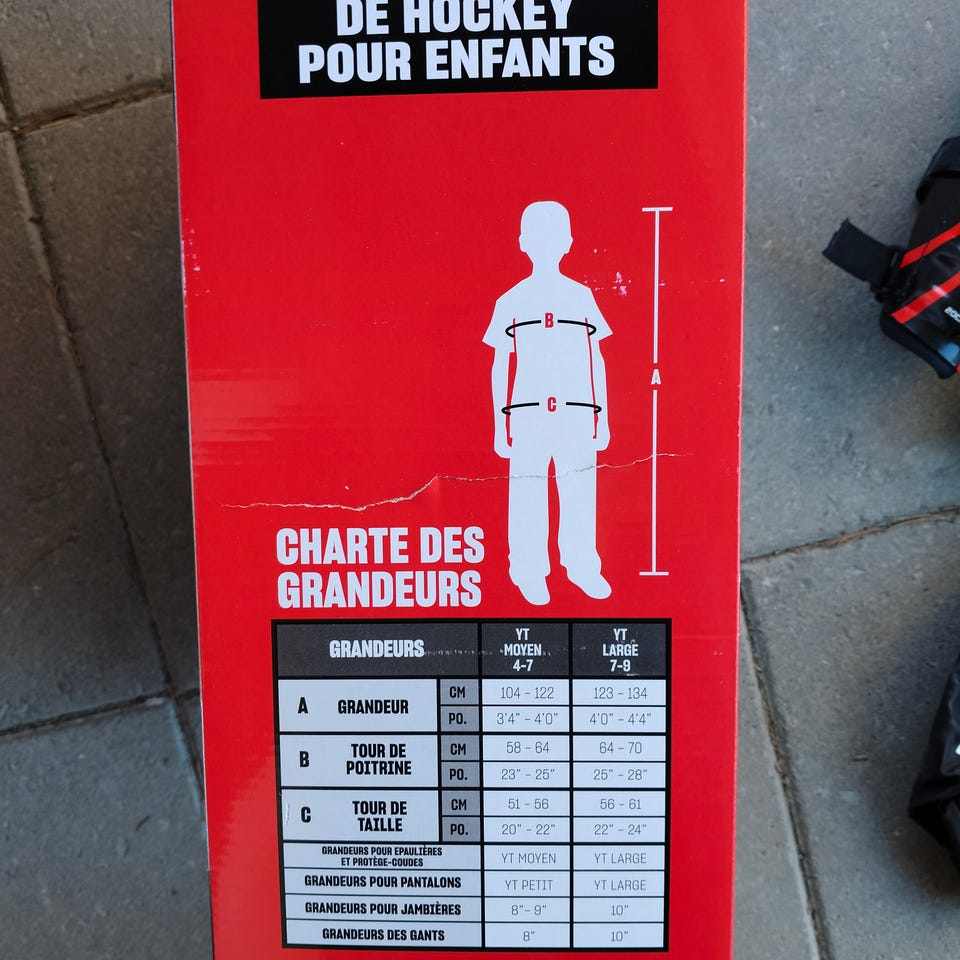 DE HOCKEY
POUR ENFANTS
B
A
C
CHARTE DES
GRANDEURS
GRANDEURS
YT
MOYEN
4-7
YT
LARGE
7-9
A GRANDEUR
CM 104 - 122 123 - 134
PO. 3'4" - 4'0" 4'0" - 4'4"
B TOUR DE
POITRINE
CM 58 - 64 64 - 70
PO. 23" - 25" 25" - 28"
C TOUR DE
TAILLE
CM 51 - 56 56 - 61
PO. 20" - 22" 22" - 24"
GRANDEURS POUR EPAULIÈRES
ET PROTÈGE-COUDES
YT MOYEN YT LARGE
GRANDEURS POUR PANTALONS YT PETIT YT LARGE
GRANDEURS POUR JAMBIÈRES 8"- 9" 10"
GRANDEURS DES GANTS 8" 10"